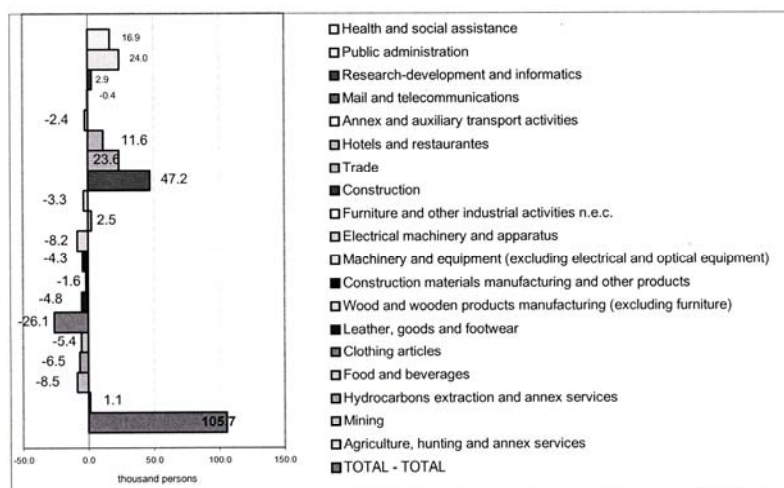 16.9
24.0
2.9
-0.4
-2.4
11.6
23.6
47.2
-3.3
2.5
-8.2
-4.3
-1.6
-4.8
-26.1
-5.4
-6.5
-8.5
1.1
105.7
-50.0 0.0 50.0 100.0 150.0
thousand persons
Health and social assistance
Public administration
Research-development and informatics
Mail and telecommunications
Annex and auxiliary transport activities
Hotels and restaurantes
Trade
Construction
Furniture and other industrial activities n.e.c.
Electrical machinery and apparatus
Machinery and equipment (excluding electrical and optical equipment)
Construction materials manufacturing and other products
Wood and wooden products manufacturing (excluding furniture)
Leather, goods and footwear
Clothing articles
Food and beverages
Hydrocarbons extraction and annex services
Mining
Agriculture, hunting and annex services
TOTAL - TOTAL